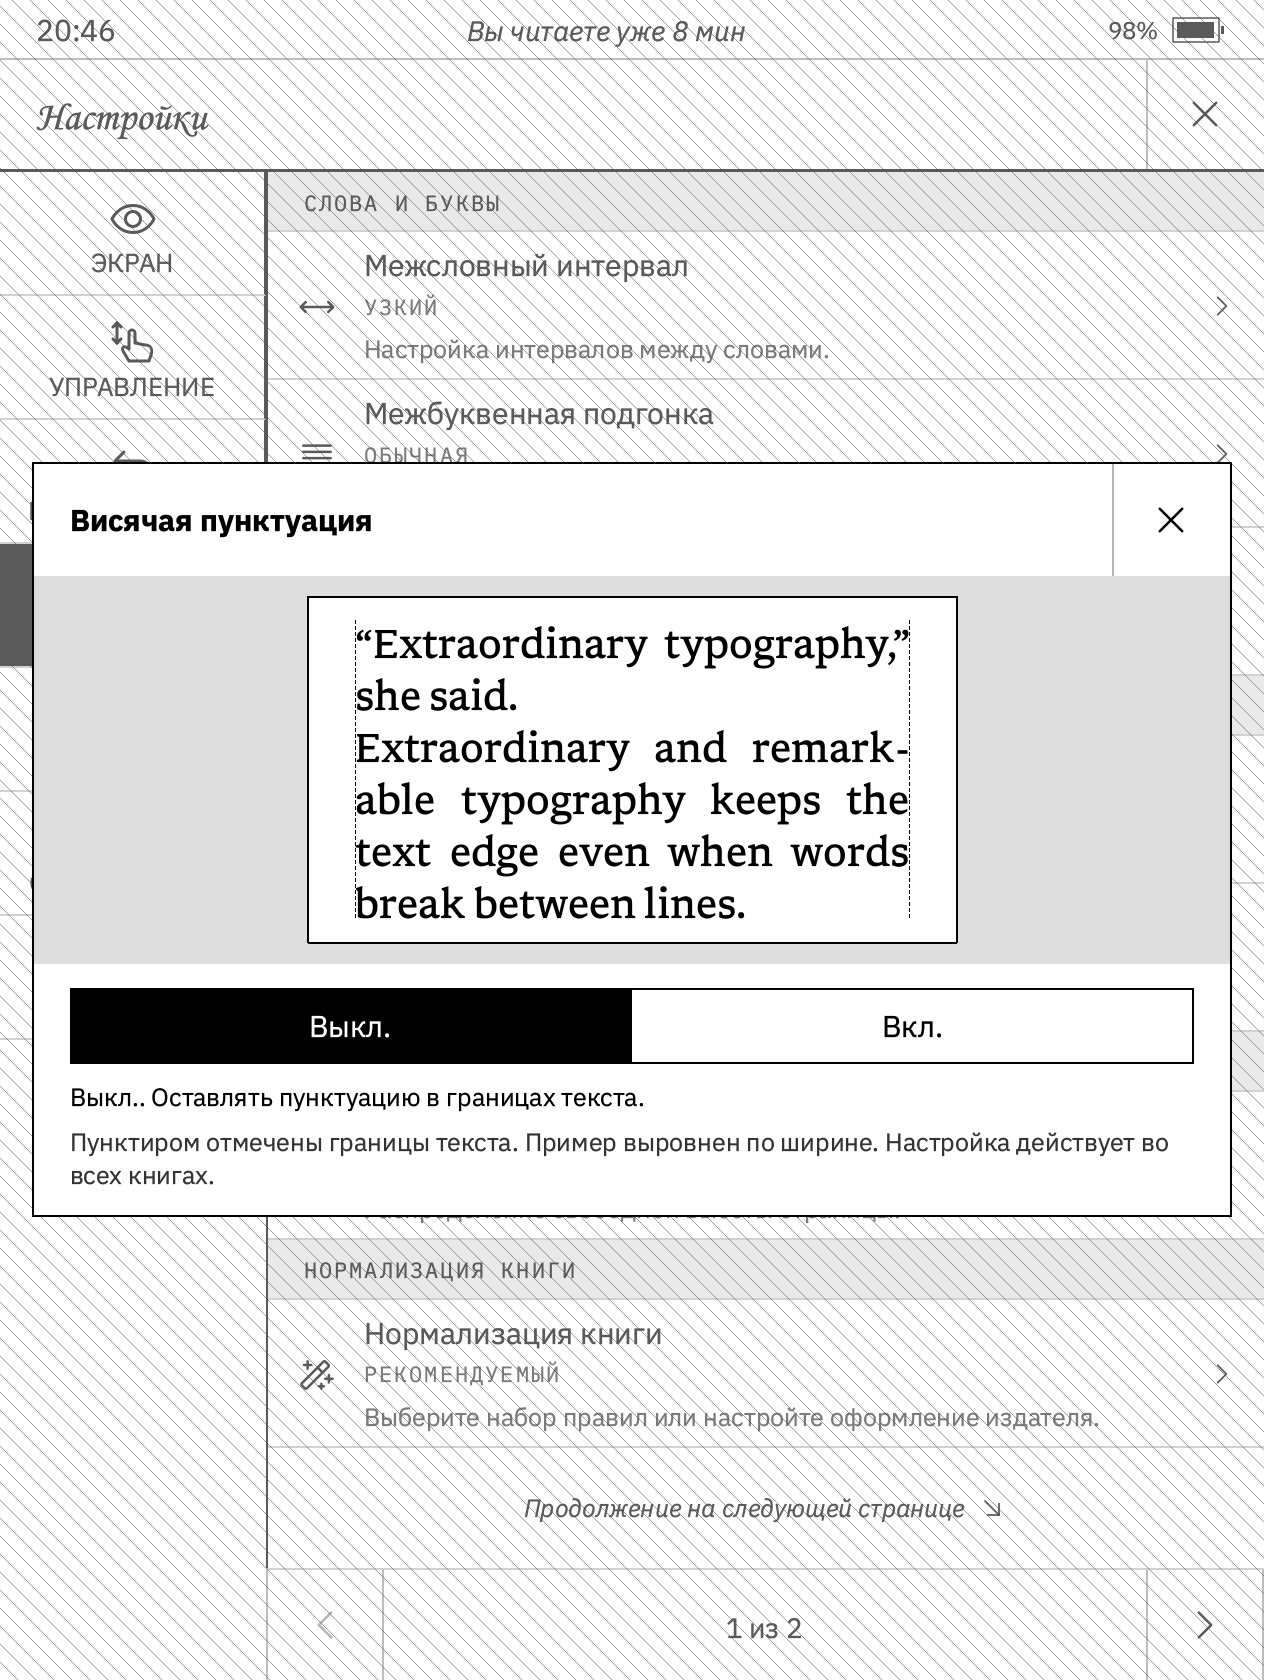 20:46
Вы читаете уже 8 мин
98%
Настройки
ЭКРАН
УПРАВЛЕНИЕ
СЛОВА И БУКВЫ
Межсловный интервал
УЗКИЙ
Настройка интервалов между словами.
Межбуквенная подгонка
ОБЫЧНАЯ
Висячая пунктуация
“Extraordinary typography,”
she said.
Extraordinary and remark-
able typography keeps the
text edge even when words
break between lines.
Выкл.
Вкл.
Выкл.. Оставлять пунктуацию в границах текста.
Пунктиром отмечены границы текста. Пример выровнен по ширине. Настройка действует во
всех книгах.
НОРМАЛИЗАЦИЯ КНИГИ
Нормализация книги
РЕКОМЕНДУЕМЫЙ
Выберите набор правил или настройте оформление издателя.
Продолжение на следующей странице
1 из 2